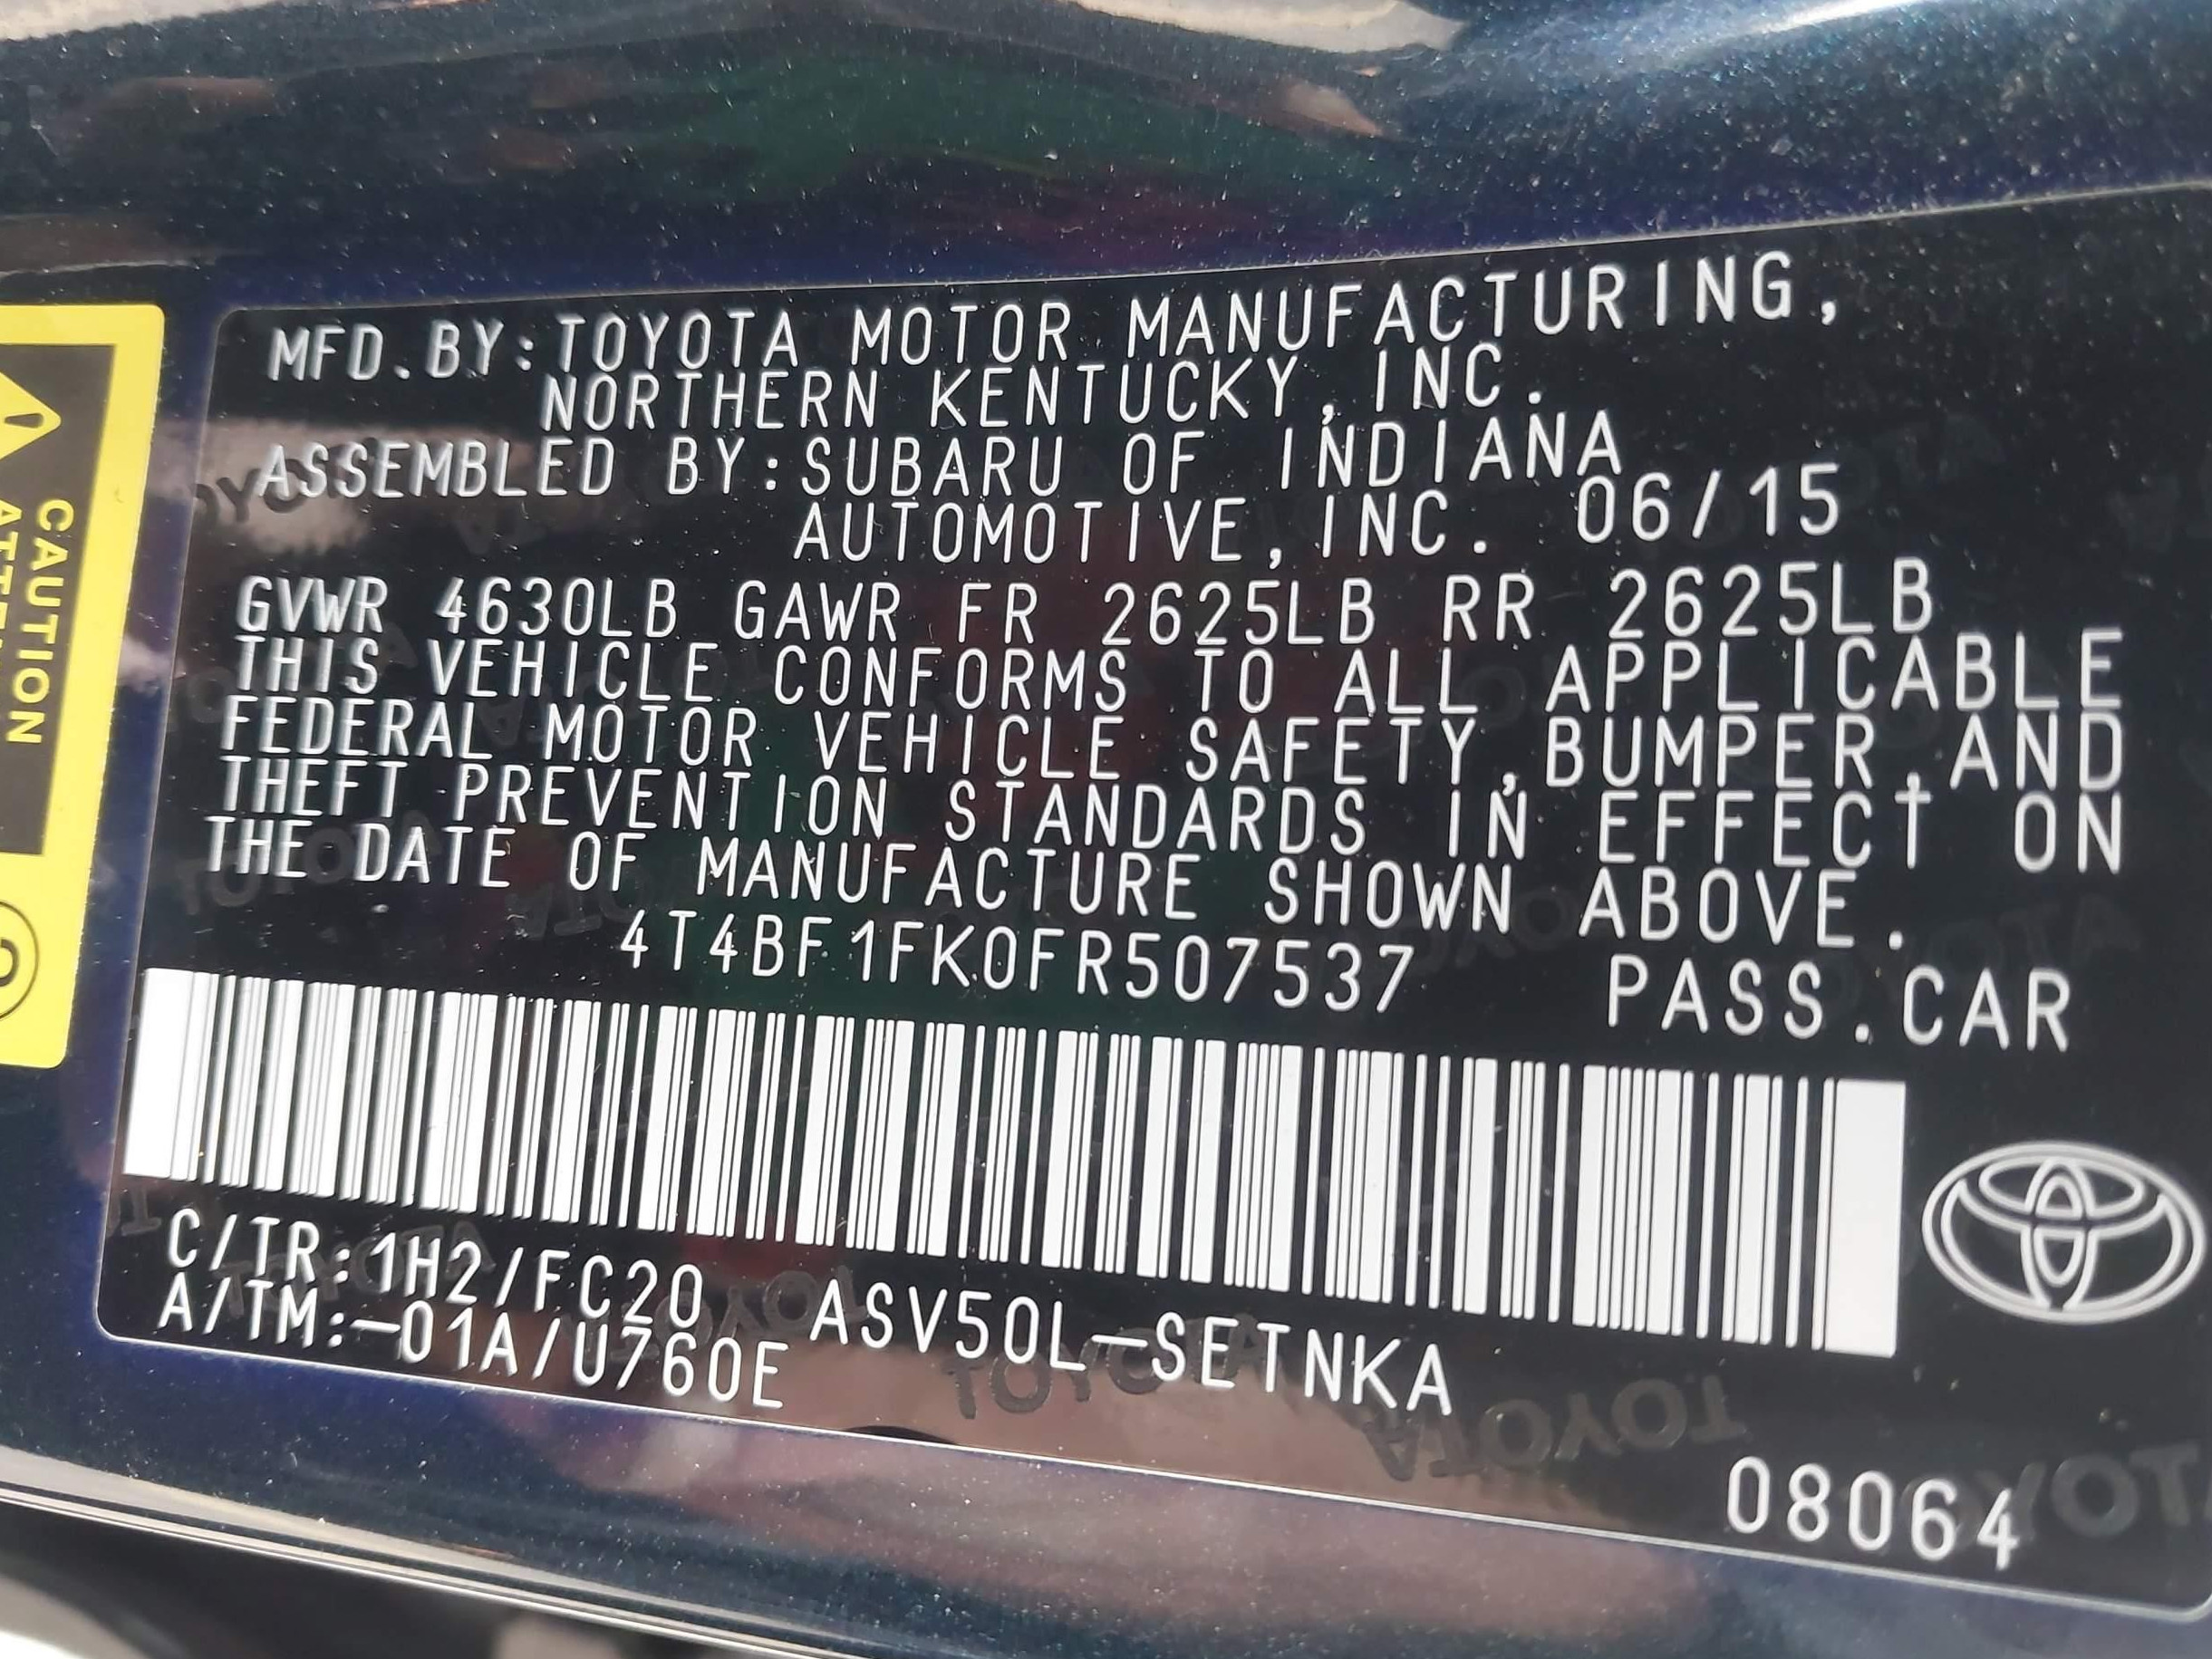 MFD.BY:TOYOTA MOTOR MANUFACTURING,
NORTHERN KENTUCKY,INC.
ASSEMBLED BY:SUBARU OF INDIANA
AUTOMOTIVE,INC. 06/15
GVWR 4630LB GAWR FR 2625LB RR 2625LB
THIS VEHICLE CONFORMS TO ALL APPLICABLE
FEDERAL MOTOR VEHICLE SAFETY,BUMPER,AND
THEFT PREVENTION STANDARDS IN EFFECT ON
THE DATE OF MANUFACTURE SHOWN ABOVE.
4T4BF1FK0FR507537 PASS.CAR
C/TR:1H2/FC20 ASV50L-SETNKA
A/TM:-01A/U760E
08064
CAUTION